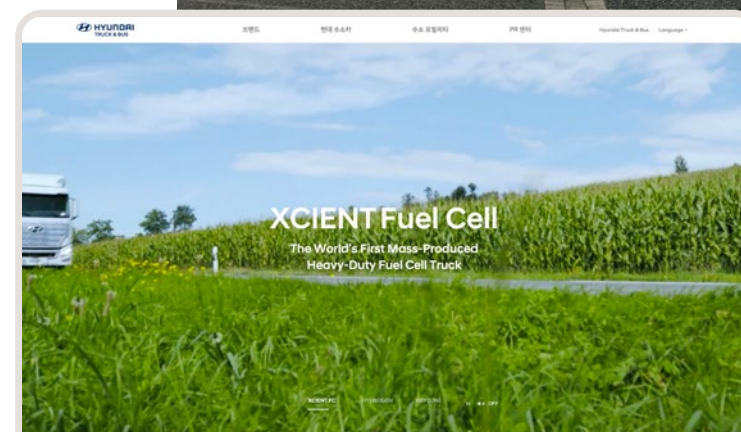 HYUNDAI
TRUCK & BUS
브랜드
현대 수소차
수소 모빌리티
PR 센터
Hyundai Truck & Bus
Language
XCIENT Fuel Cell
The World's First Mass-Produced
Heavy-Duty Fuel Cell Truck
XCIENT FC
HYDROGEN
OFF